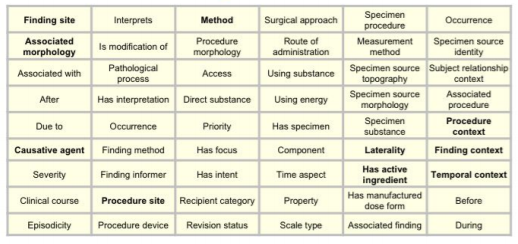 Finding site Interprets Method Surgical approach Specimen procedure Occurrence
Associated morphology Is modification of Procedure morphology Route of administration Measurement method Specimen source identity
Associated with Pathological process Access Using substance Specimen source topography Subject relationship context
After Has interpretation Direct substance Using energy Specimen source morphology Associated procedure
Due to Occurrence Priority Has specimen Specimen substance Procedure context
Causative agent Finding method Has focus Component Laterality Finding context
Severity Finding informer Has intent Time aspect Has active ingredient Temporal context
Clinical course Procedure site Recipient category Property Has manufactured dose form Before
Episodicity Procedure device Revision status Scale type Associated finding During